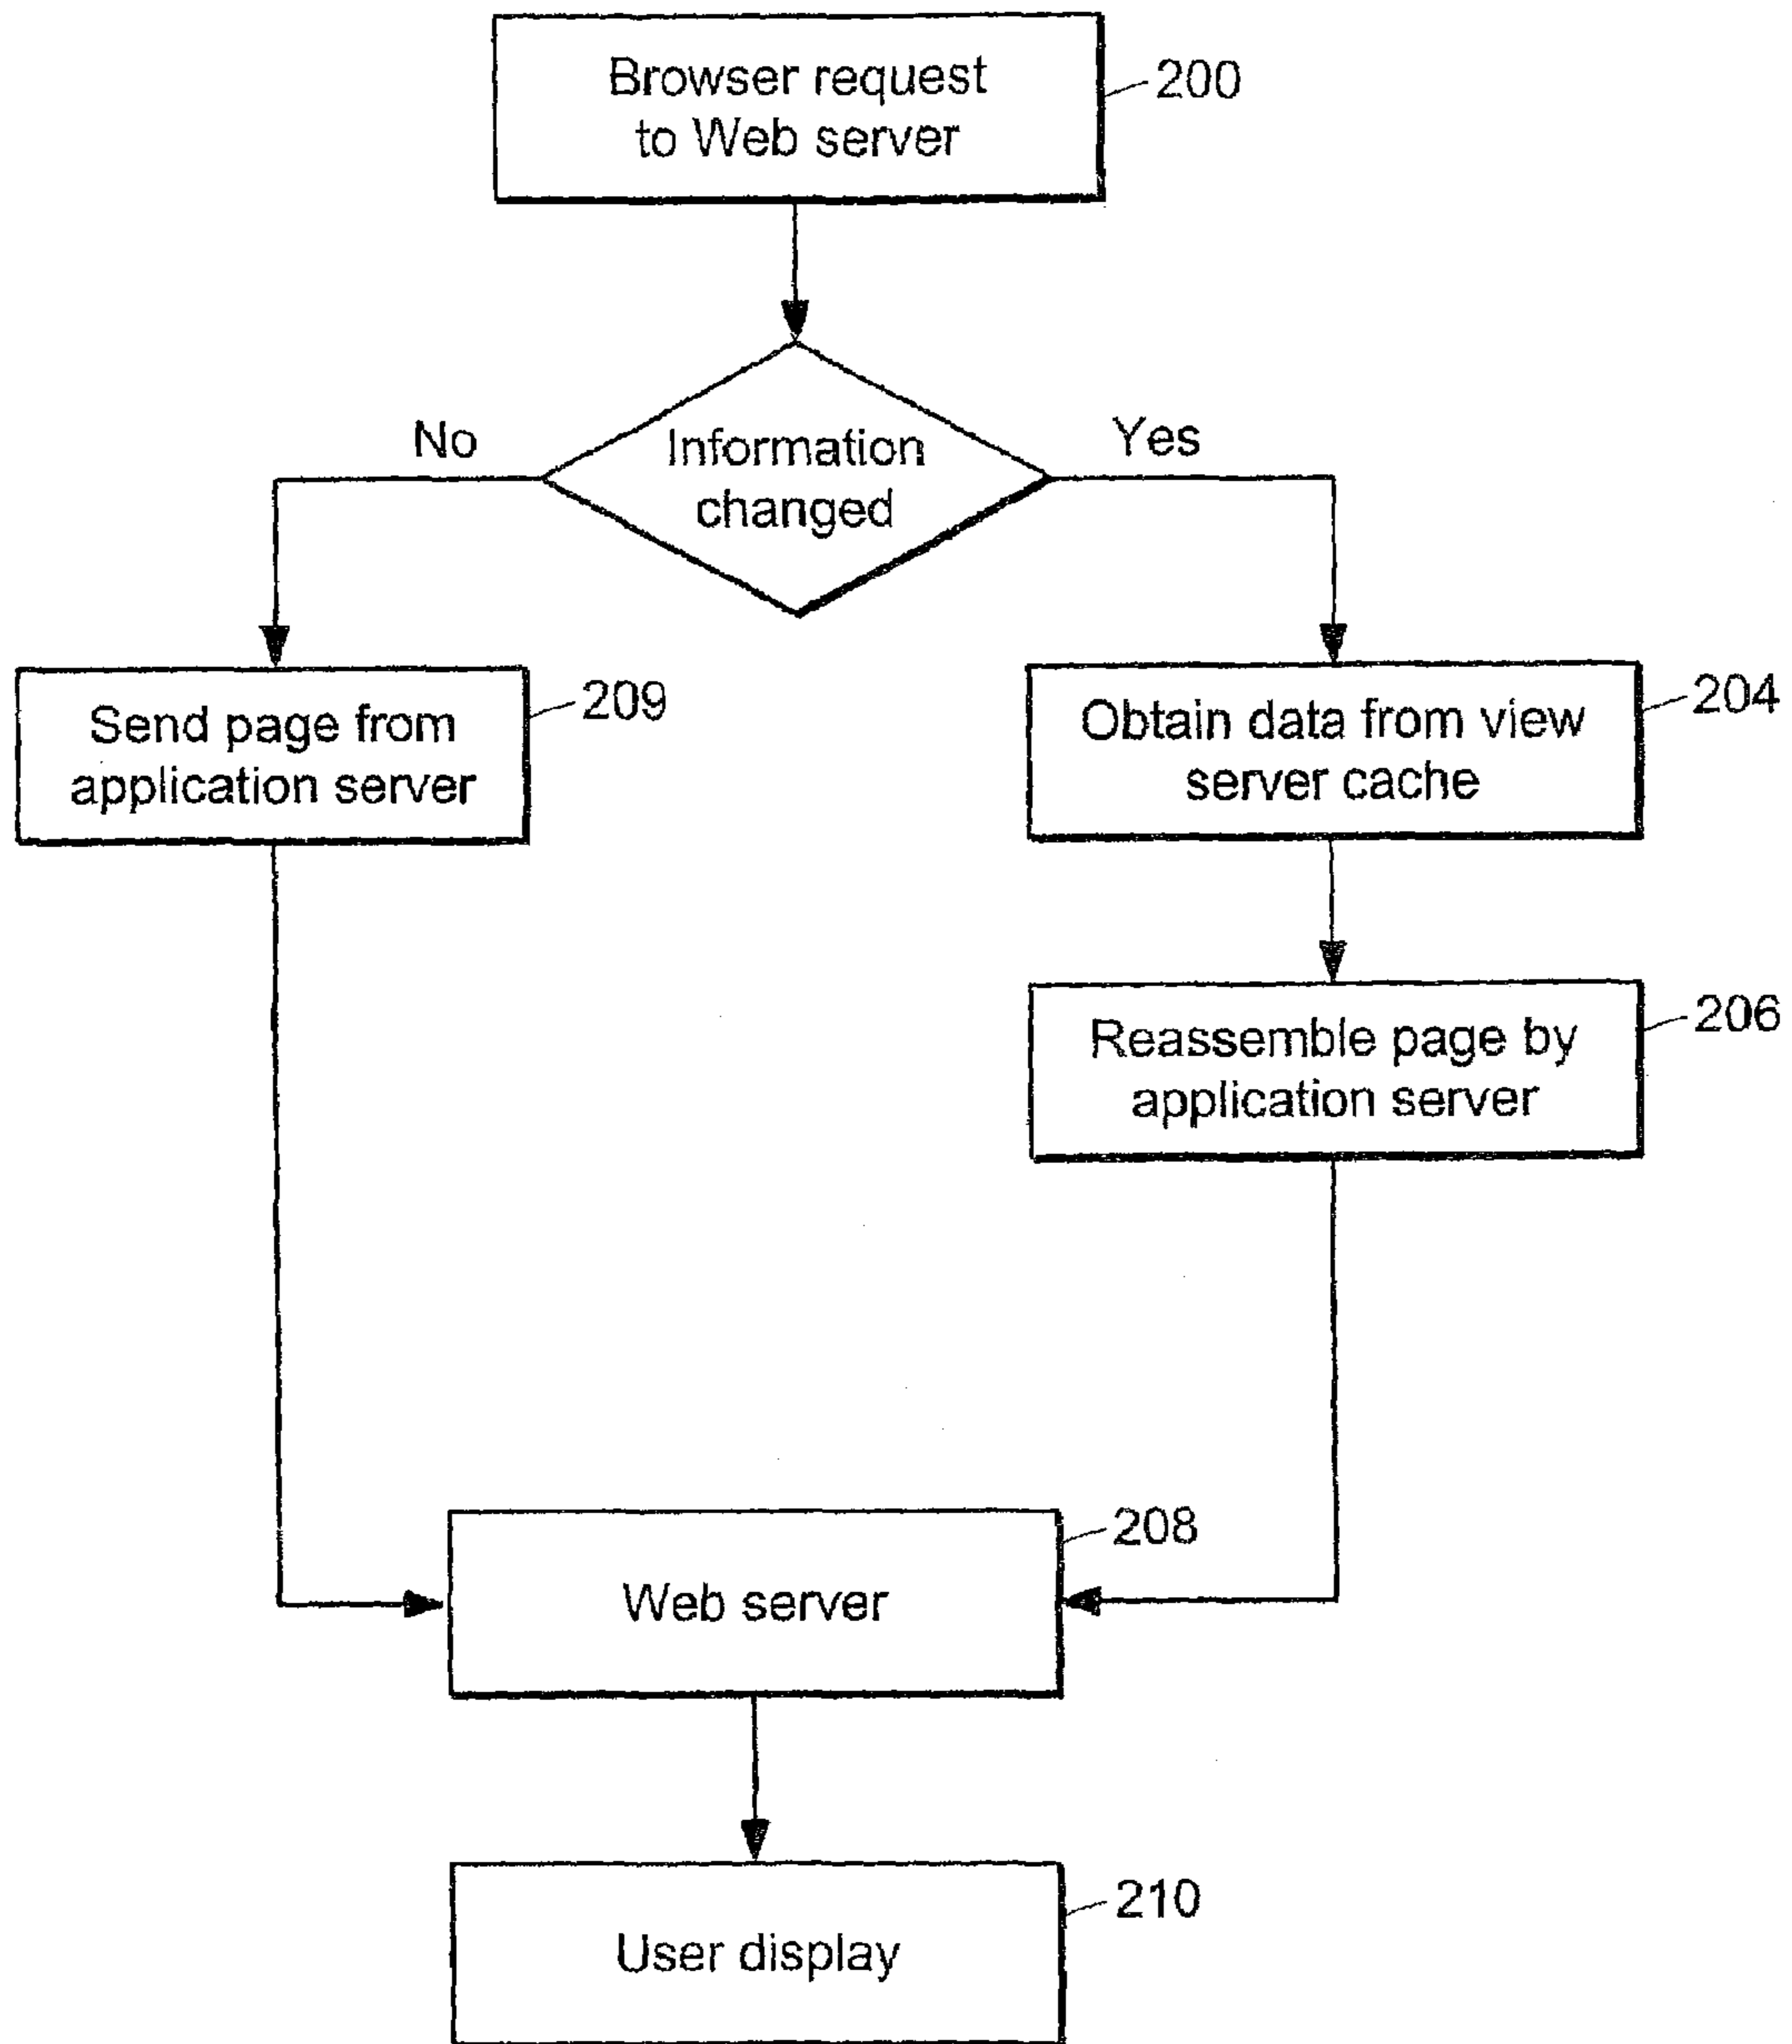 Browser request
to Web server
200
Information
changed
No
Yes
Send page from
application server
209
Obtain data from view
server cache
204
Reassemble page by
application server
206
Web server
208
User display
210